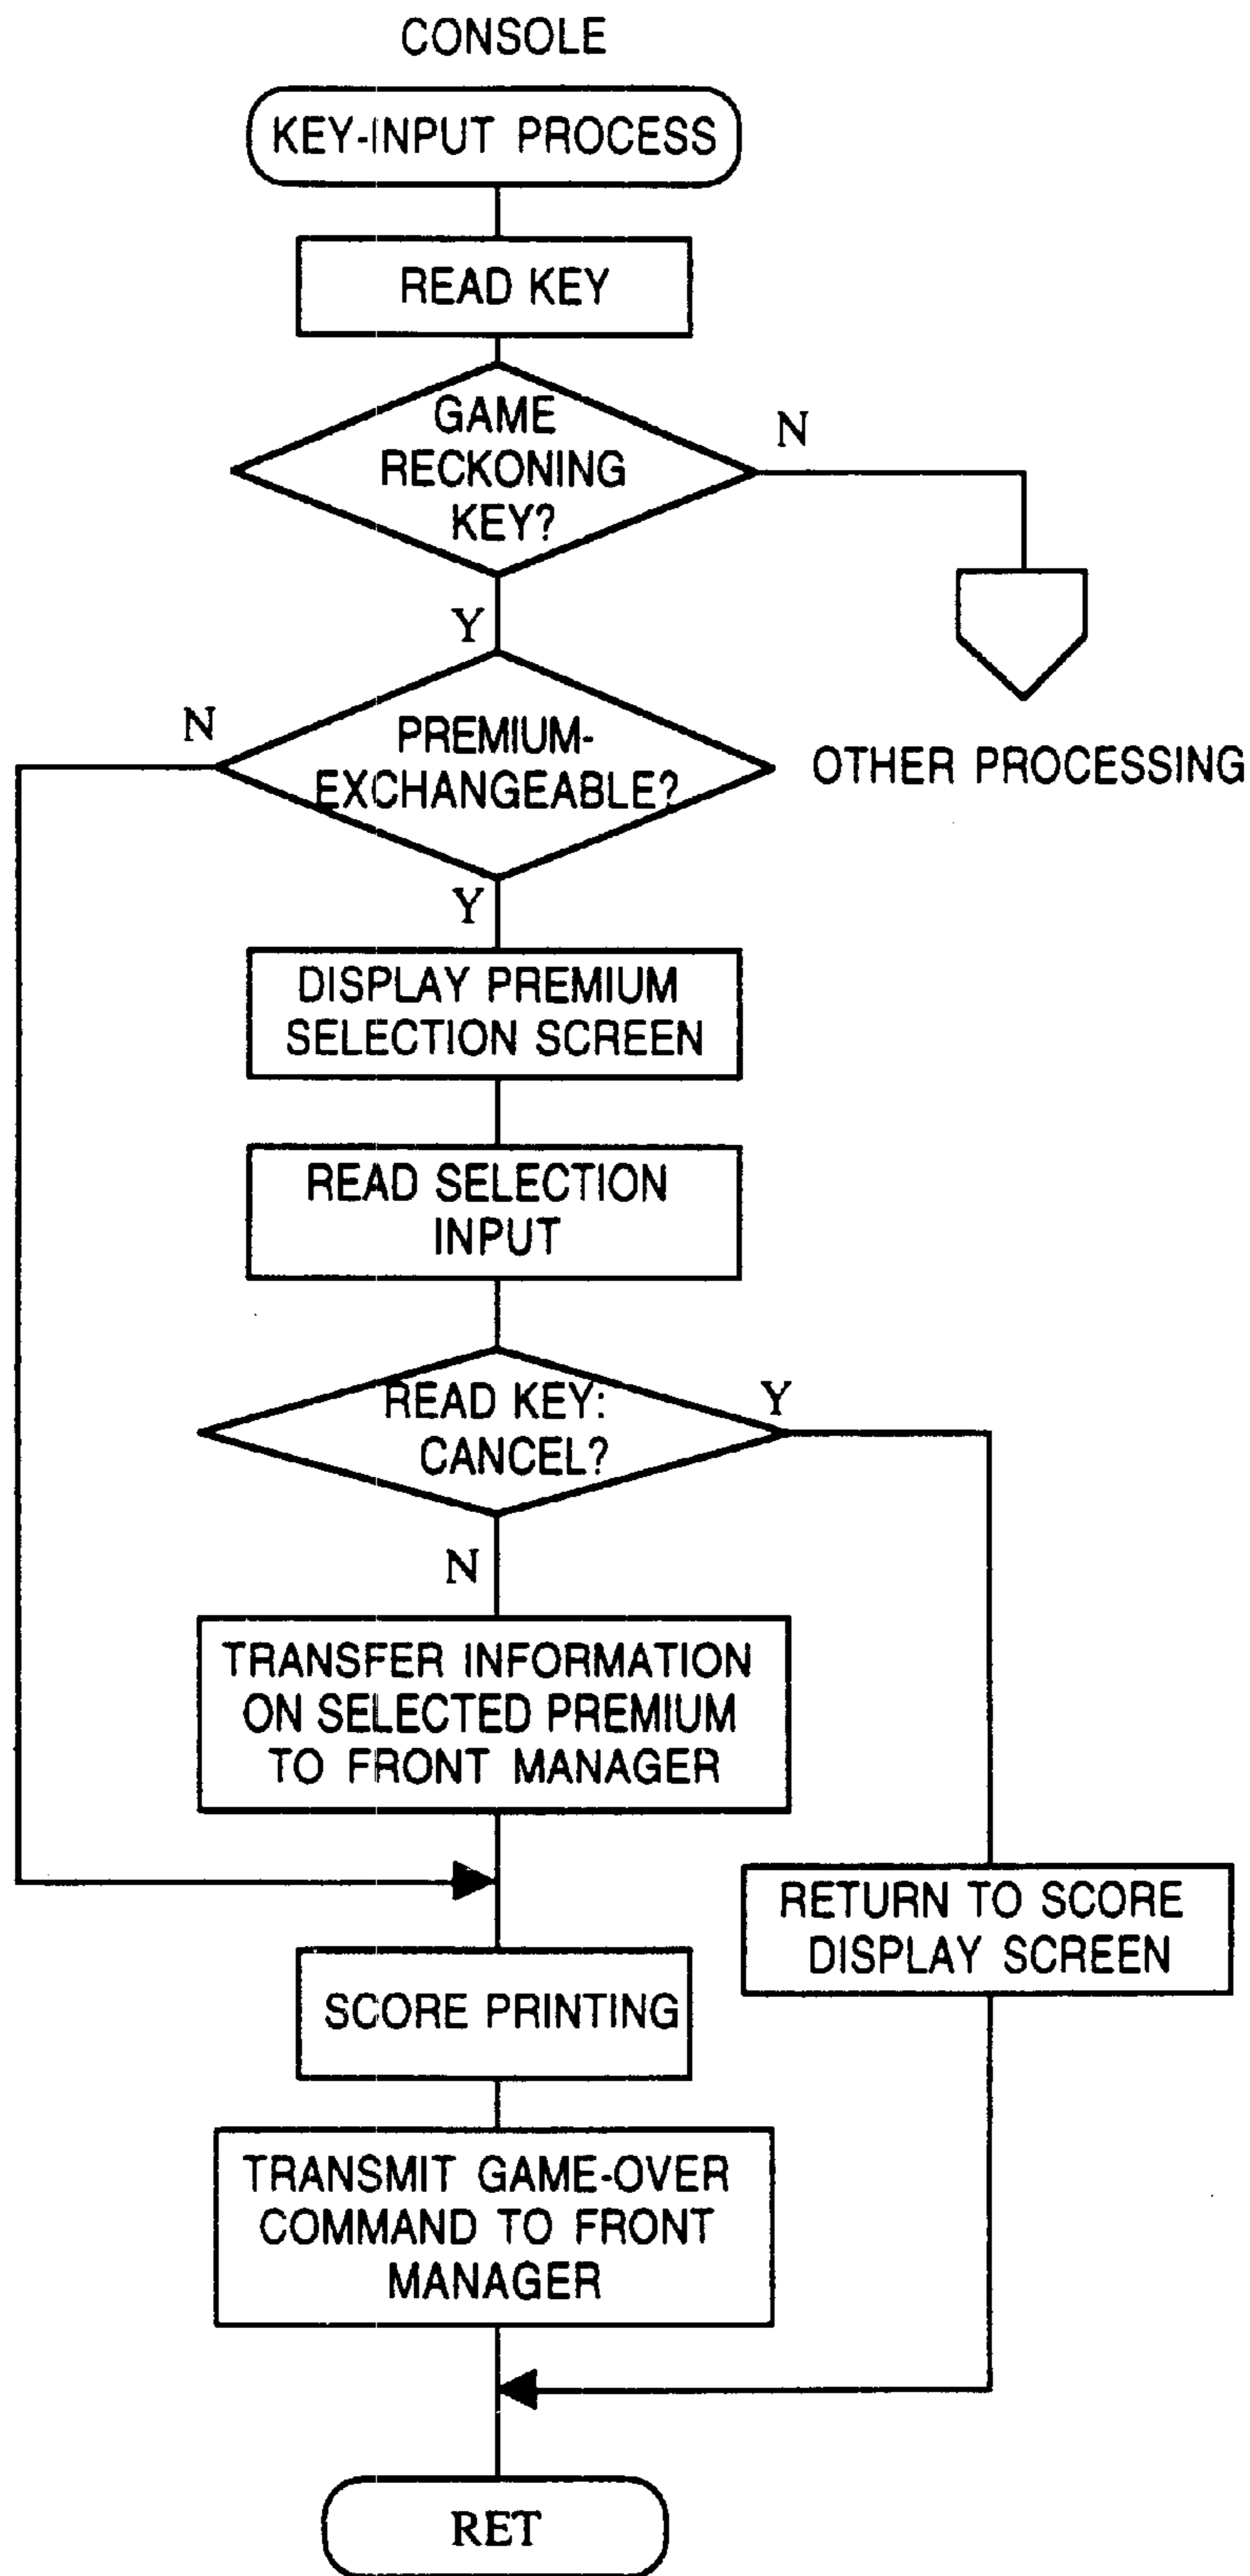 CONSOLE
KEY-INPUT PROCESS
READ KEY
GAME
RECKONING
KEY?
N
Y
N
PREMIUM-
EXCHANGEABLE?
OTHER PROCESSING
Y
DISPLAY PREMIUM
SELECTION SCREEN
READ SELECTION
INPUT
READ KEY:
CANCEL?
Y
N
TRANSFER INFORMATION
ON SELECTED PREMIUM
TO FRONT MANAGER
RETURN TO SCORE
DISPLAY SCREEN
SCORE PRINTING
TRANSMIT GAME-OVER
COMMAND TO FRONT
MANAGER
RET